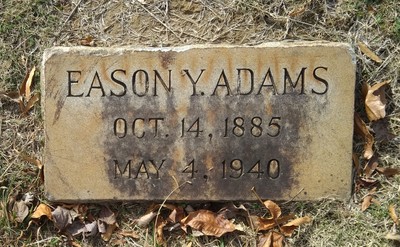 EASON Y. ADAMS
OCT. 14, 1885
MAY 4, 1940